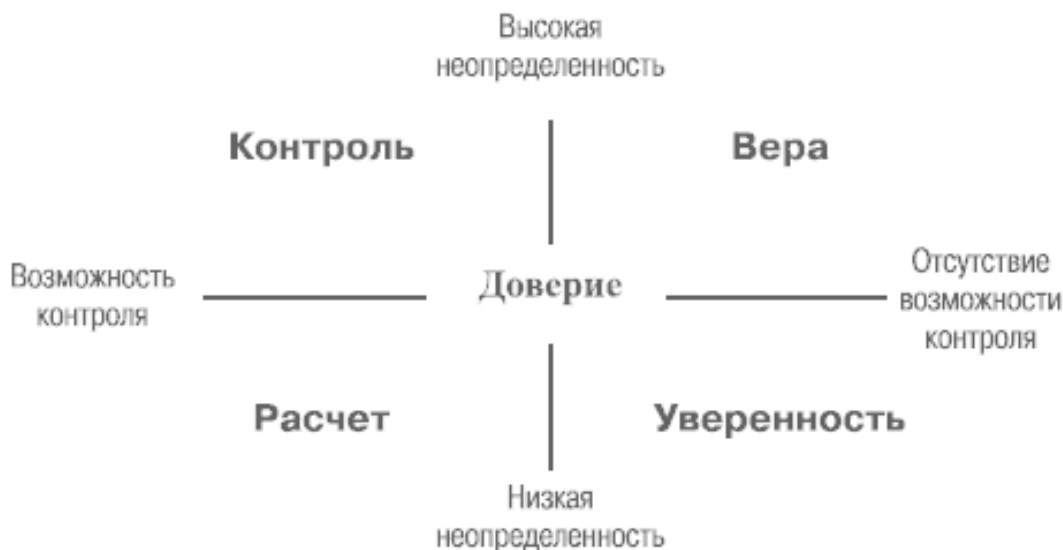 Высокая
неопределенность
Контроль
Вера
Возможность
контроля
Доверие
Отсутствие
возможности
контроля
Расчет
Уверенность
Низкая
неопределенность